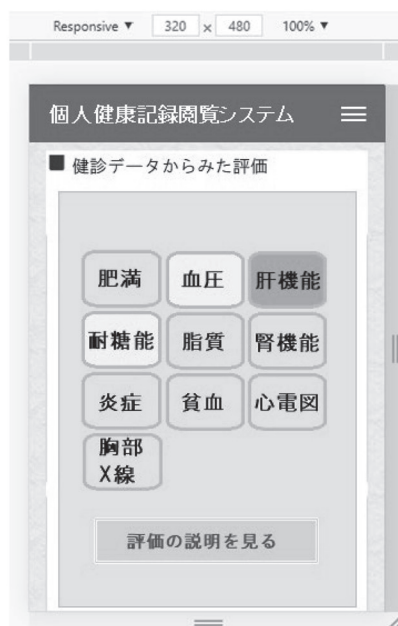 Responsive ▼ 320 × 480 100% ▼
個人健康記録閲覧システム
■ 健診データからみた評価
肥満 血圧 肝機能
耐糖能 脂質 腎機能
炎症 貧血 心電図
胸部
X線
評価の説明を見る